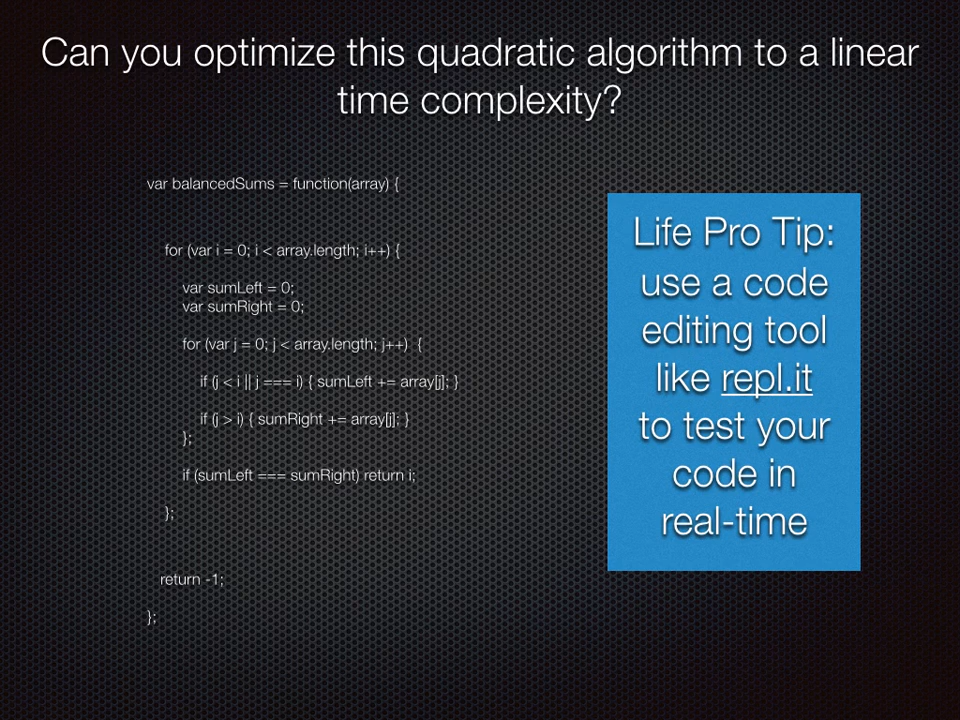 Can you optimize this quadratic algorithm to a linear
time complexity?
var balancedSums = function(array) {
for (var i = 0; i < array.length; i++) {
var sumLeft = 0;
var sumRight = 0;
for (var j = 0; j < array.length; j++)  {
if (j < i || j === i) { sumLeft += array[j]; }
if (j > i) { sumRight += array[j]; }
};
if (sumLeft === sumRight) return i;
};
return -1;
};
Life Pro Tip:
use a code
editing tool
like repl.it
to test your
code in
real-time